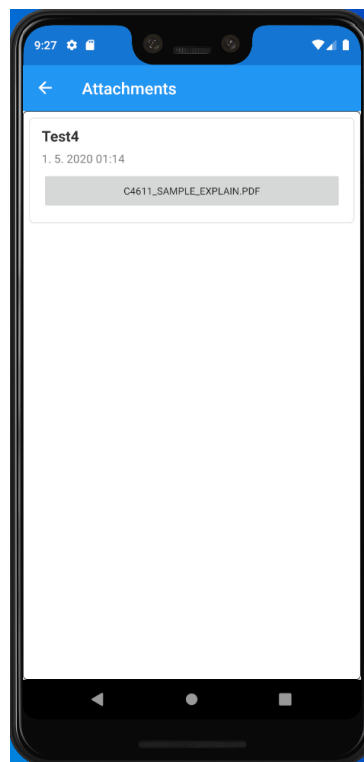 9:27
Attachments
Test4
1. 5. 2020 01:14
C4611_SAMPLE_EXPLAIN.PDF